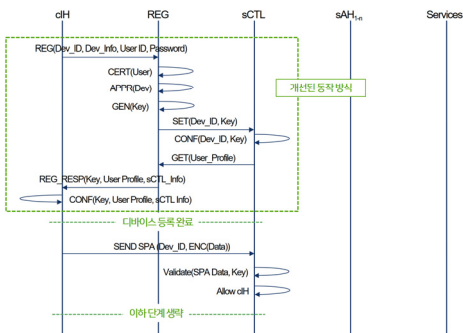 cIH REG sCTL sAH1-n Services
REG(Dev_ID, Dev_Info, User ID, Password)
CERT(User)
APPR(Dev)
개선된 동작 방식
GEN(Key)
SET(Dev_ID, Key)
CONF(Dev_ID, Key)
GET(User_Profile)
REG_RESP(Key, User Profile, sCTL_Info)
CONF(Key, User Profile, sCTL Info)
디바이스 등록 완료
SEND SPA (Dev_ID, ENC(Data))
Validate(SPA Data, Key)
Allow cIH
이하 단계 생략